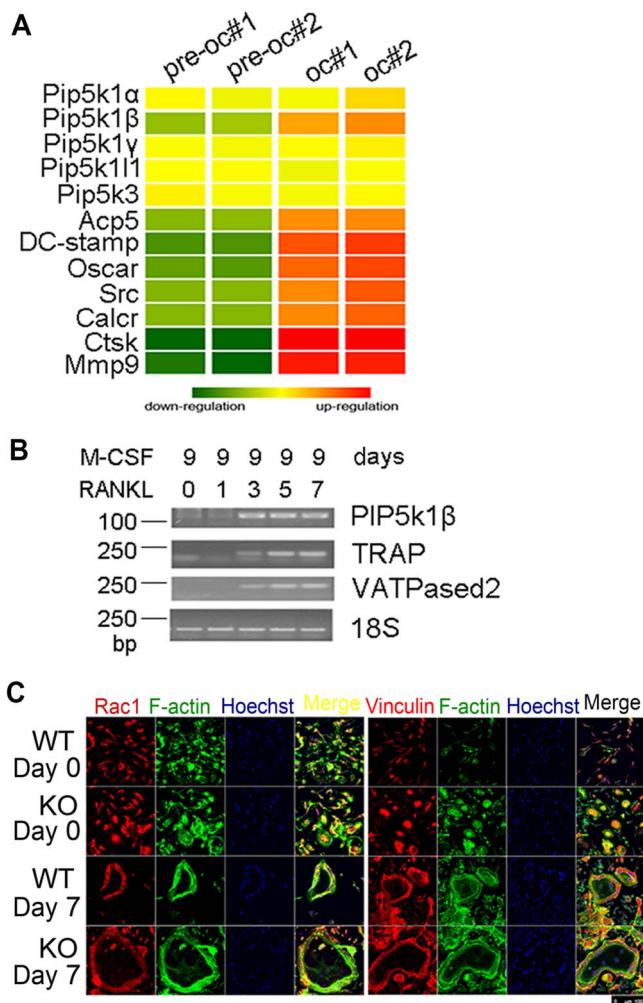 A
pre-oc#1 pre-oc#2 oc#1 oc#2
Pip5k1α
Pip5k1β
Pip5k1γ
Pip5k1l1
Pip5k3
Acp5
DC-stamp
Oscar
Src
Calcr
Ctsk
Mmp9
down-regulation up-regulation
B
M-CSF 9 9 9 9 9 days
RANKL 0 1 3 5 7
100 PIP5k1β
250 TRAP
250 VATPased2
250 18S
bp
C
Rac1 F-actin Hoechst Merge Vinculin F-actin Hoechst Merge
WT
Day 0
KO
Day 0
WT
Day 7
KO
Day 7